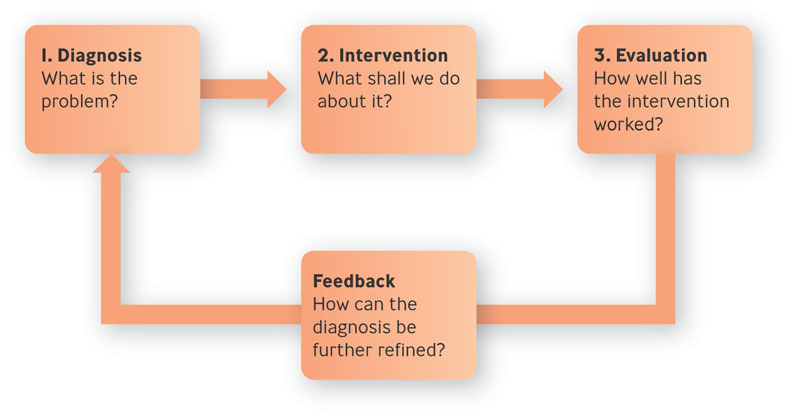 1. Diagnosis
What is the
problem?
2. Intervention
What shall we do
about it?
3. Evaluation
How well has
the intervention
worked?
Feedback
How can the
diagnosis be
further refined?